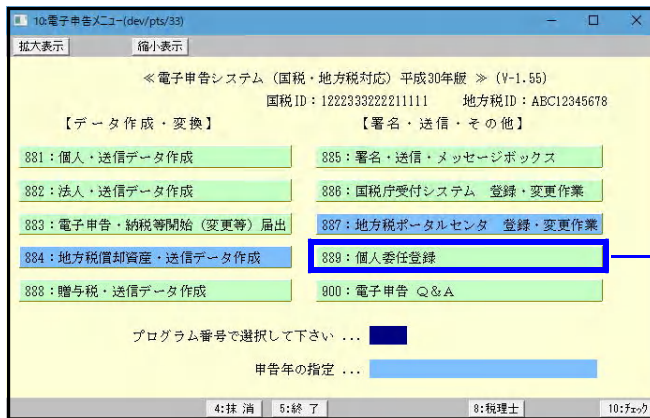 10:電子申告メニュー(dev/pts/33)
拡大表示 縮小表示
≪電子申告システム（国税・地方税対応）平成30年版 ≫ (V-1.55)
国税ID：1222333222211111 地方税ID：ABC12345678
【データ作成・変換】 【署名・送信・その他】
881：個人・送信データ作成 885：署名・送信・メッセージボックス
882：法人・送信データ作成 886：国税庁受付システム 登録・変更作業
883：電子申告・納税等開始（変更等）届出 887：地方税ポータルセンタ 登録・変更作業
884：地方税償却資産・送信データ作成 889：個人委任登録
888：贈与税・送信データ作成 900：電子申告 Q＆A
プログラム番号で選択して下さい ...
申告年の指定 ...
4:抹 消 5:終 了 8:税理士 10:ﾁｪｯｸ